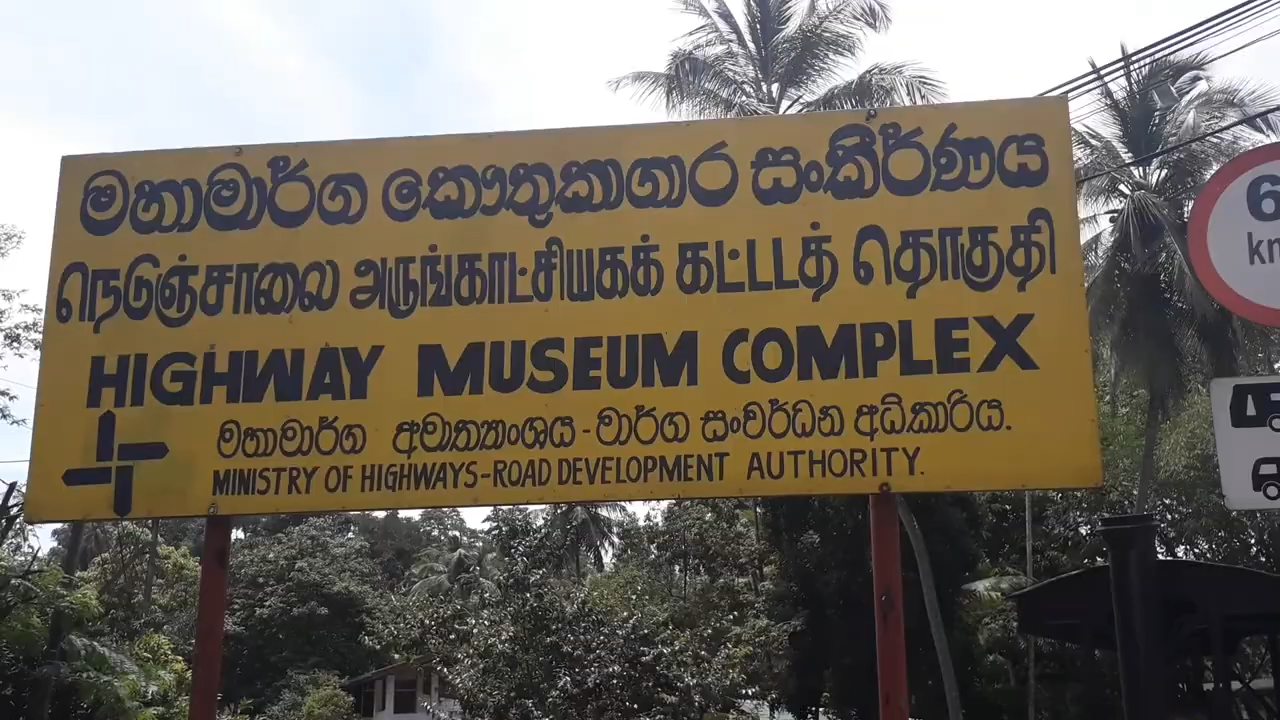 මහාමාර්ග කෞතුකාගාර සංකීර්ණය
நெடுஞ்சாலை அருங்காட்சியகக் கட்டடத் தொகுதி
HIGHWAY MUSEUM COMPLEX
මහාමාර්ග අමාත්‍යාංශය - මාර්ග සංවර්ධන අධිකාරිය.
MINISTRY OF HIGHWAYS-ROAD DEVELOPMENT AUTHORITY.